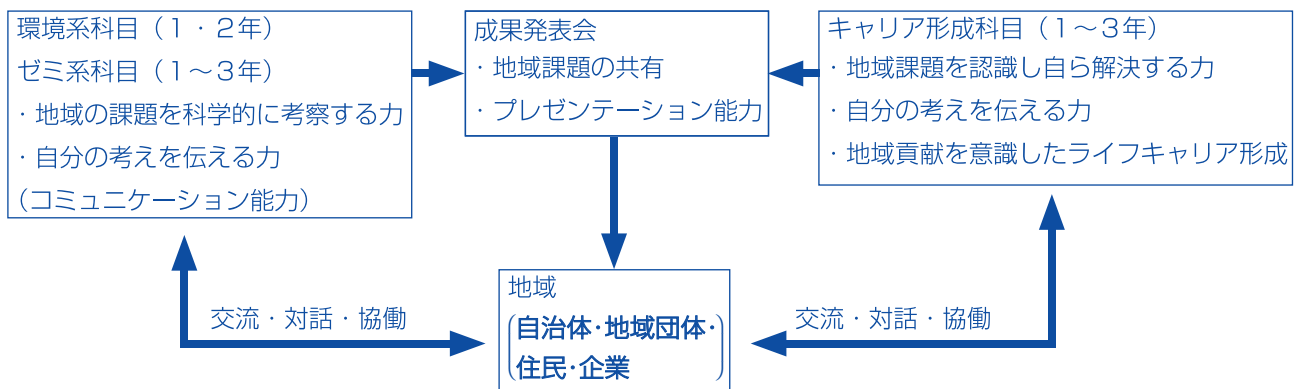 環境系科目（１・２年）
ゼミ系科目（１～３年）
・地域の課題を科学的に考察する力
・自分の考えを伝える力
（コミュニケーション能力）
成果発表会
・地域課題の共有
・プレゼンテーション能力
キャリア形成科目（１～３年）
・地域課題を認識し自ら解決する力
・自分の考えを伝える力
・地域貢献を意識したライフキャリア形成
交流・対話・協働
地域
（自治体・地域団体・
住民・企業）
交流・対話・協働